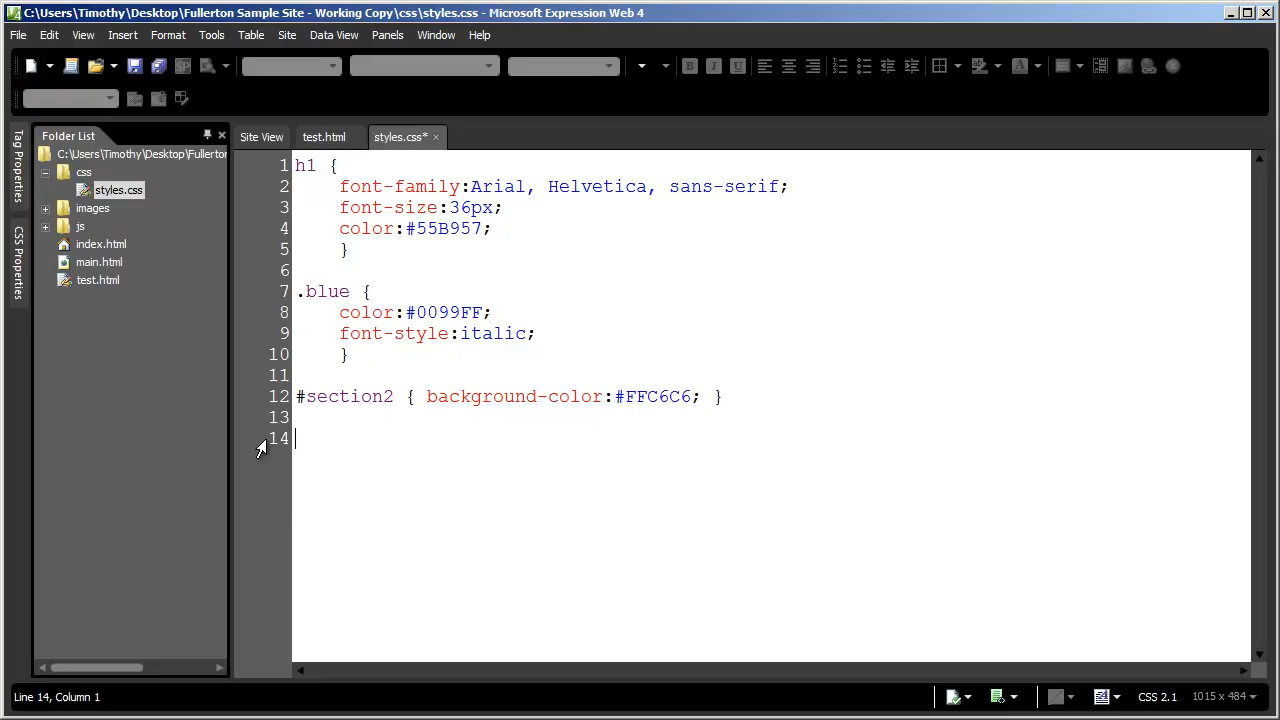 C:\Users\Timothy\Desktop\Fullerton Sample Site - Working Copy\css\styles.css - Microsoft Expression Web 4
File Edit View Insert Format Tools Table Site Data View Panels Window Help
Tag Properties
CSS Properties
Folder List
C:\Users\Timothy\Desktop\Fullerton
css
styles.css
images
js
index.html
main.html
test.html
Site View test.html styles.css*
1 h1 {
2 font-family:Arial, Helvetica, sans-serif;
3 font-size:36px;
4 color:#55B957;
5 }
6
7 .blue {
8 color:#0099FF;
9 font-style:italic;
10 }
11
12 #section2 { background-color:#FFC6C6; }
13
14
Line 14, Column 1
CSS 2.1 1015 x 484